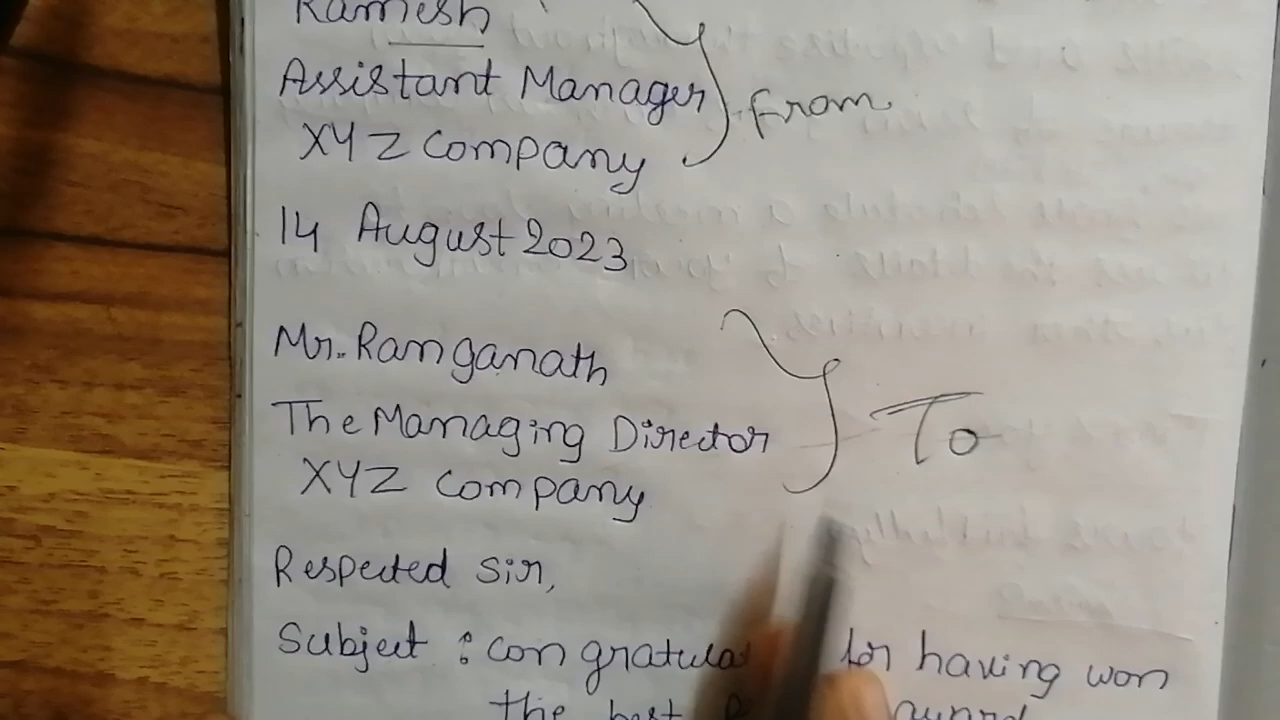 Ramesh
Assistant Manager
XYZ company
From
14 August 2023
Mr. Ranganath
The Managing Director
XYZ company
To
Respected Sir,
Subject : congratula for having won
the best award